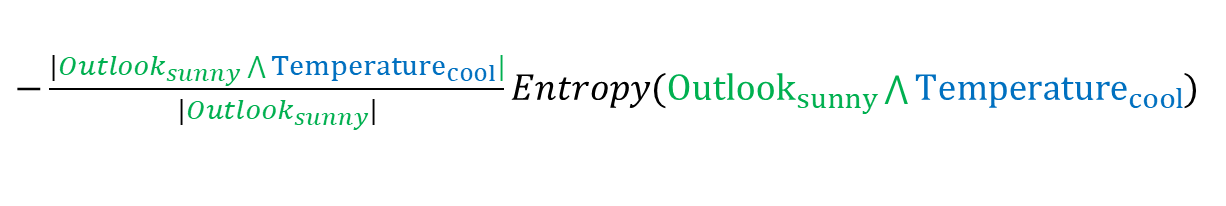 − |Outlook_sunny ⋀ Temperature_cool| / |Outlook_sunny| Entropy(Outlook_sunny ⋀ Temperature_cool)